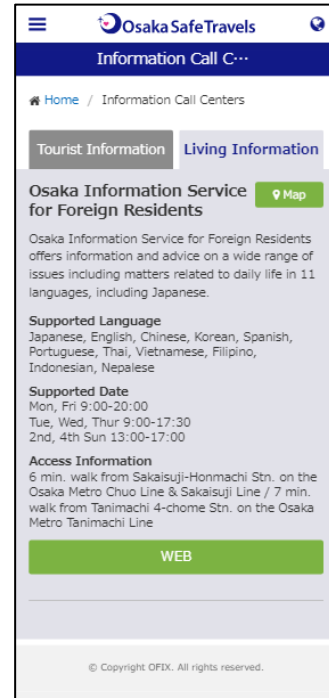 Osaka Safe Travels
Information Call C…
Home / Information Call Centers
Tourist Information
Living Information
Osaka Information Service
for Foreign Residents
Map
Osaka Information Service for Foreign Residents
offers information and advice on a wide range of
issues including matters related to daily life in 11
languages, including Japanese.
Supported Language
Japanese, English, Chinese, Korean, Spanish,
Portuguese, Thai, Vietnamese, Filipino,
Indonesian, Nepalese
Supported Date
Mon, Fri 9:00-20:00
Tue, Wed, Thur 9:00-17:30
2nd, 4th Sun 13:00-17:00
Access Information
6 min. walk from Sakaisuji-Honmachi Stn. on the
Osaka Metro Chuo Line & Sakaisuji Line / 7 min.
walk from Tanimachi 4-chome Stn. on the Osaka
Metro Tanimachi Line
WEB
© Copyright OFIX. All rights reserved.